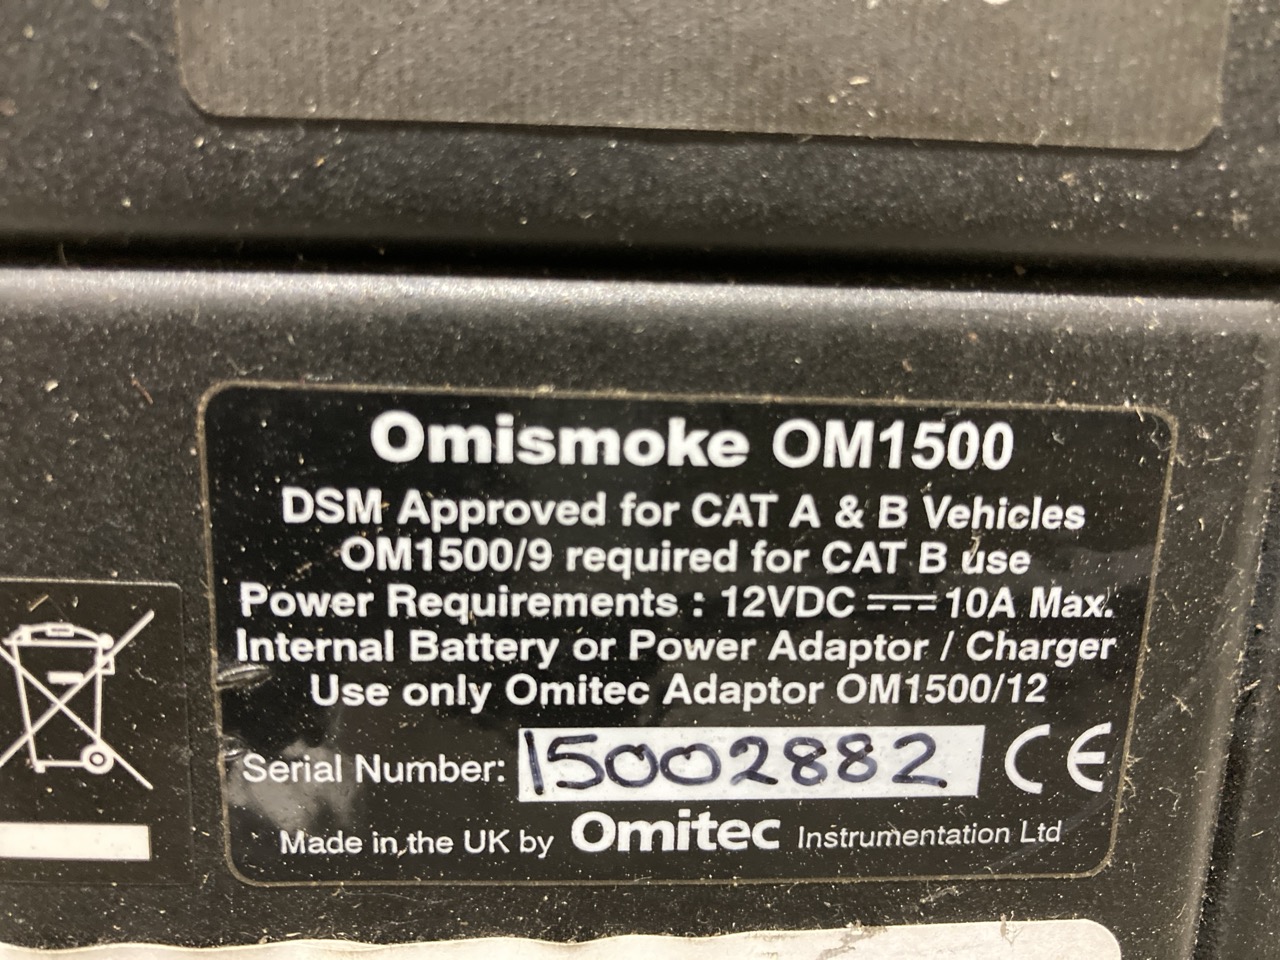 Omismoke OM1500
DSM Approved for CAT A & B Vehicles
OM1500/9 required for CAT B use
Power Requirements : 12VDC ⎓ 10A Max.
Internal Battery or Power Adaptor / Charger
Use only Omitec Adaptor OM1500/12
Serial Number: 15002882 CE
Made in the UK by Omitec Instrumentation Ltd